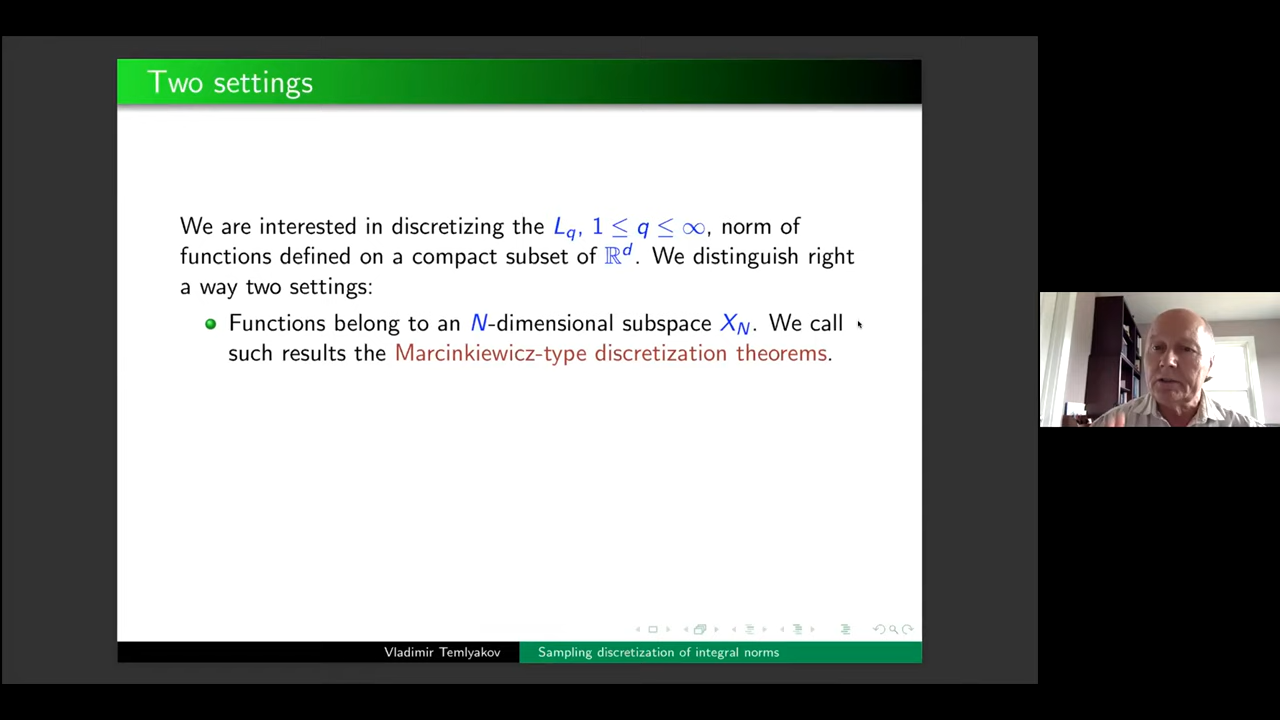 Two settings
We are interested in discretizing the L_q, 1 ≤ q ≤ ∞, norm of
functions defined on a compact subset of ℝ^d. We distinguish right
a way two settings:
Functions belong to an N-dimensional subspace X_N. We call
such results the Marcinkiewicz-type discretization theorems.
Vladimir Temlyakov
Sampling discretization of integral norms